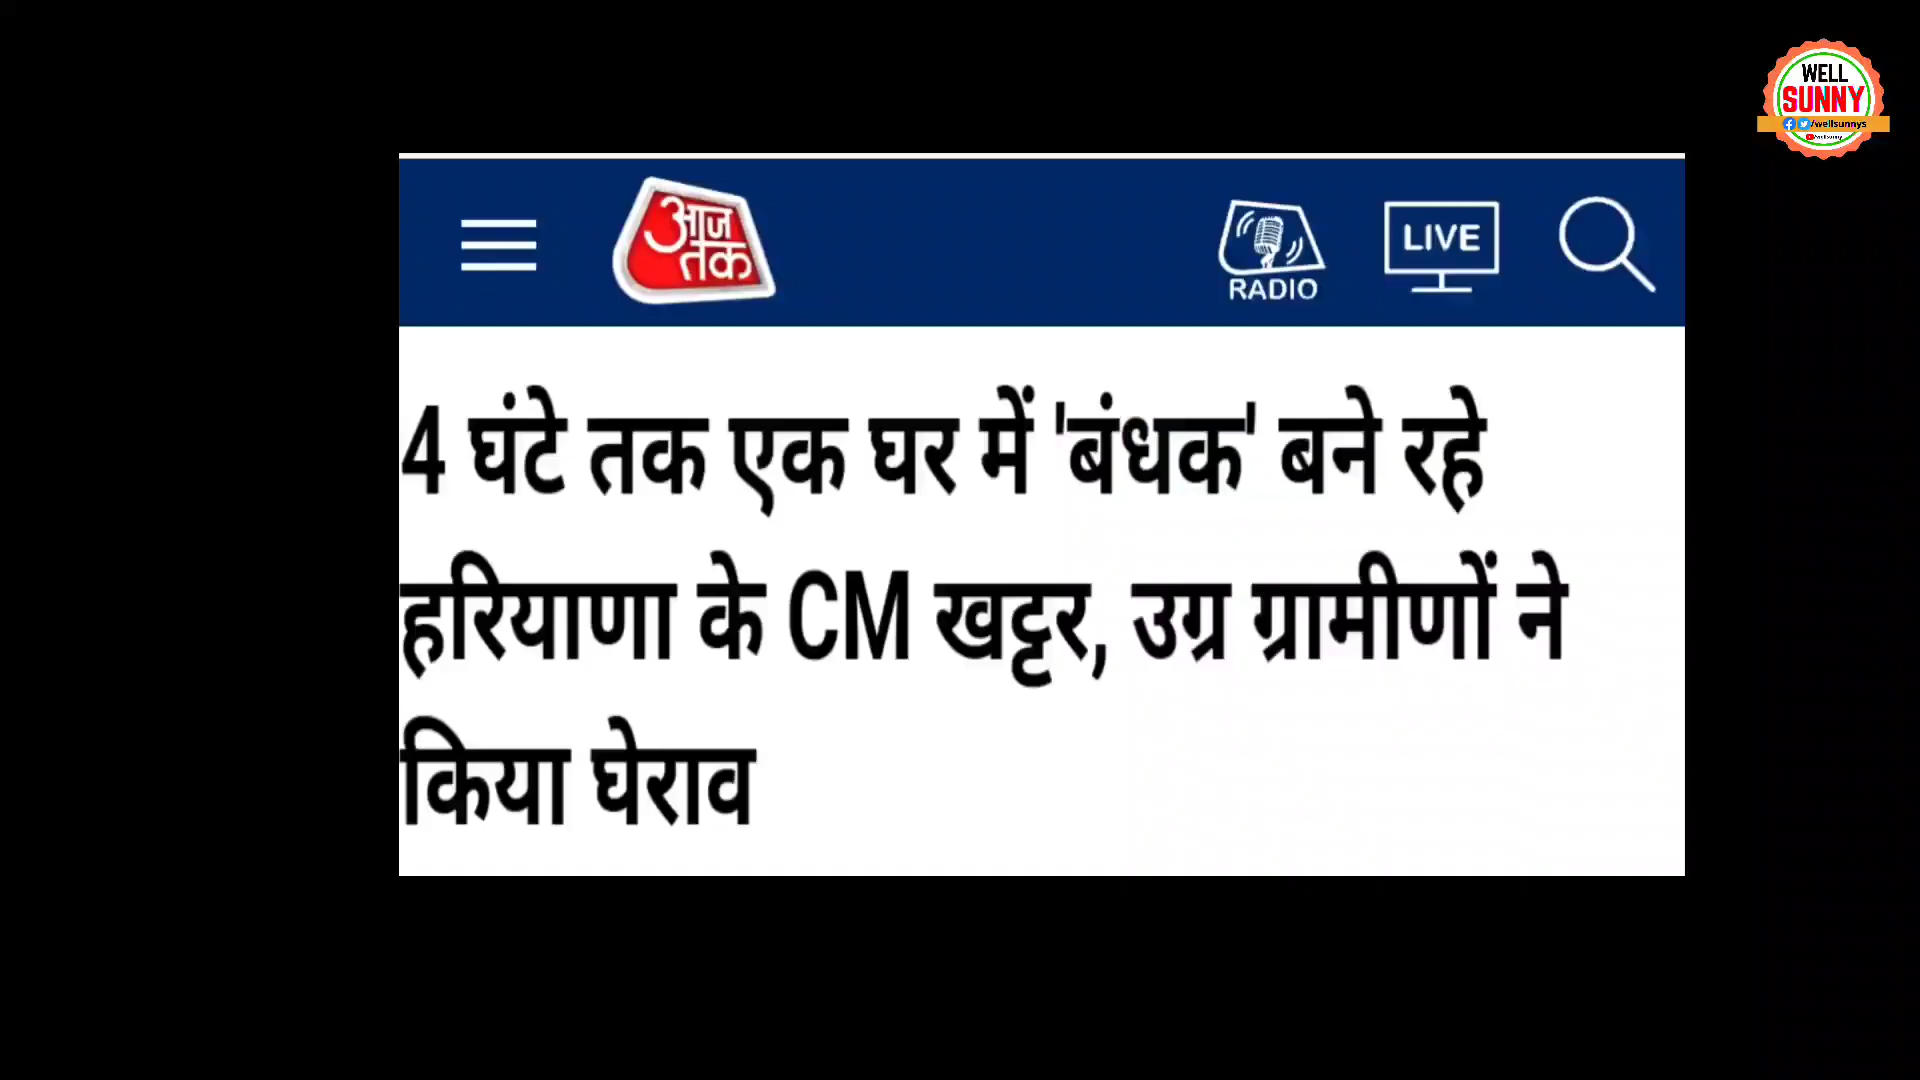 WELL
SUNNY
/wellsunnys
/wellsunny
आज
तक
RADIO
LIVE
4 घंटे तक एक घर में 'बंधक' बने रहे
हरियाणा के CM खट्टर, उग्र ग्रामीणों ने
किया घेराव